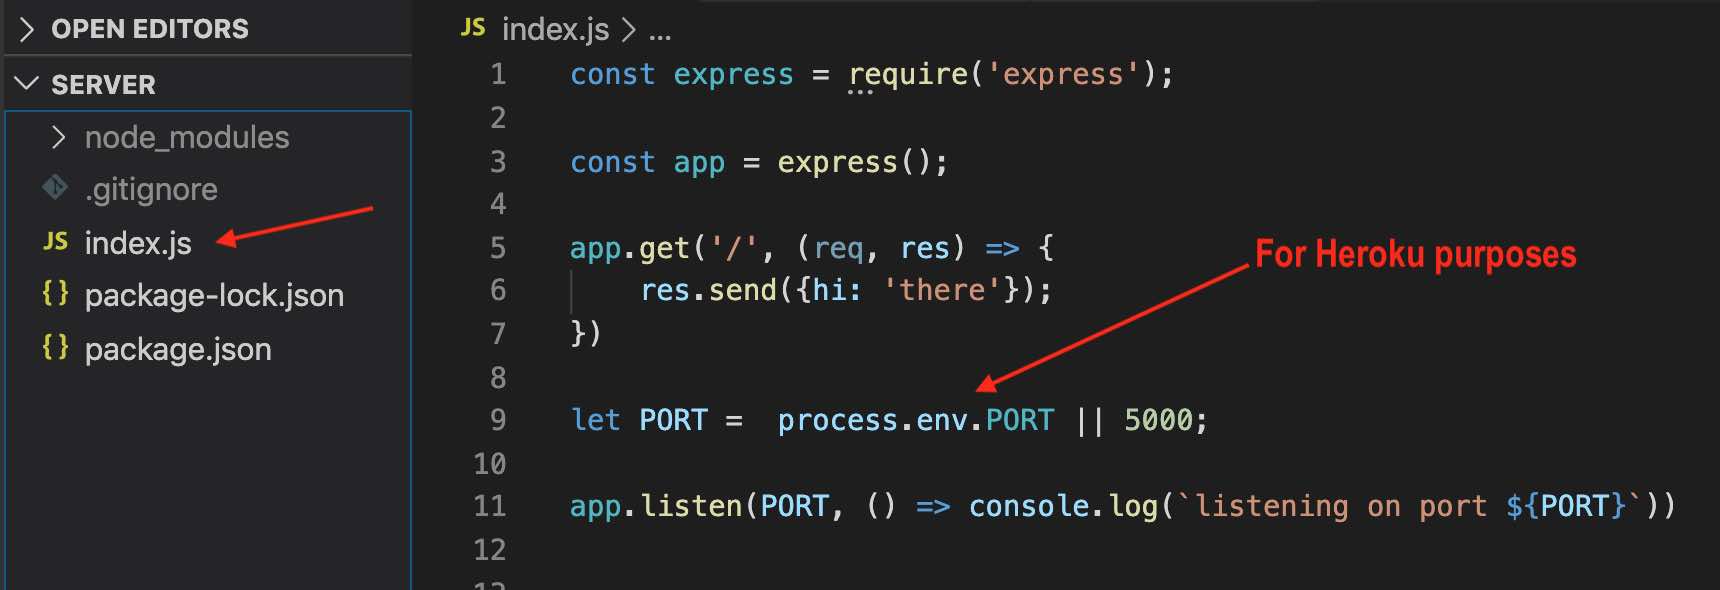 OPEN EDITORS
SERVER
node_modules
.gitignore
JS index.js
{} package-lock.json
{} package.json
JS index.js > ...
1 const express = require('express');
2
3 const app = express();
4
5 app.get('/', (req, res) => {
6 res.send({hi: 'there'});
7 })
8
9 let PORT =  process.env.PORT || 5000;
10
11 app.listen(PORT, () => console.log(`listening on port ${PORT}`))
12
For Heroku purposes